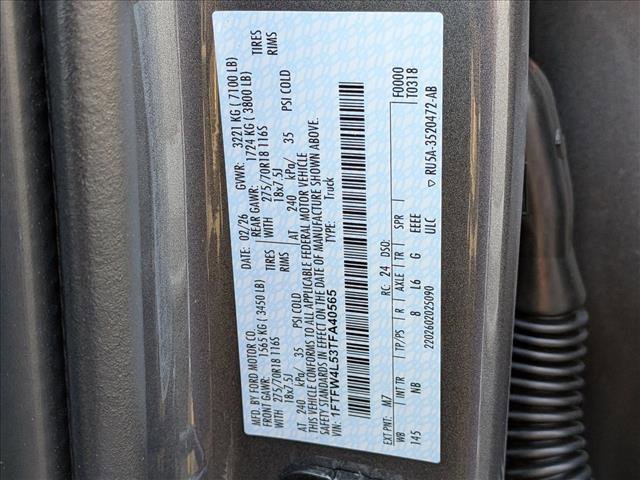 MFD. BY FORD MOTOR CO.
DATE: 02/26 GVWR: 3221 KG ( 7100 LB)
FRONT GAWR: 1565 KG ( 3450 LB) REAR GAWR: 1724 KG ( 3800 LB)
WITH 275/70R18 116S TIRES WITH 275/70R18 116S TIRES
18x7.5J RIMS 18x7.5J RIMS
AT 240 kPa/ 35 PSI COLD AT 240 kPa/ 35 PSI COLD
THIS VEHICLE CONFORMS TO ALL APPLICABLE FEDERAL MOTOR VEHICLE
SAFETY STANDARDS IN EFFECT ON THE DATE OF MANUFACTURE SHOWN ABOVE.
VIN: 1FTFW4L53TFA40565 TYPE: Truck
F0000
T0318
EXT PNT: M7 RC: 24 DSO:
WB INT TR TP/PS R AXLE TR SPR
145 NB 8 L6 G EEEE
2202602025090 ULC ▽ RU5A-3520472-AB